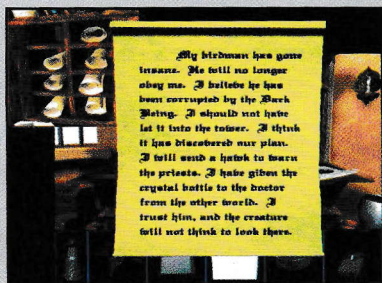 My birdman has gone
insane. He will no longer
obey me. I believe he has
been corrupted by the Dark
Being. I should not have
let it into the tower. I think
it has discovered our plan.
I will send a hawk to warn
the priests. I have given the
crystal bottle to the doctor
from the other world. I
trust him, and the creature
will not think to look there.